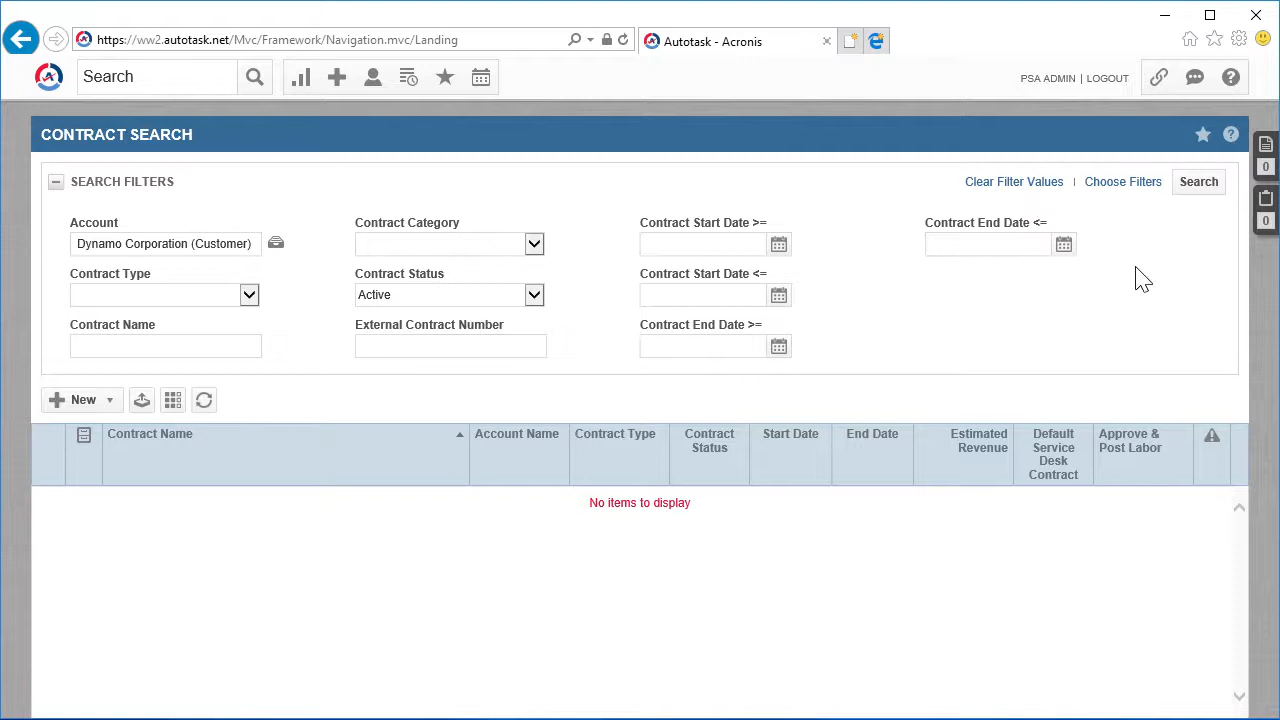 https://ww2.autotask.net/Mvc/Framework/Navigation.mvc/Landing
Autotask - Acronis
Search
PSA ADMIN | LOGOUT
CONTRACT SEARCH
SEARCH FILTERS
Clear Filter Values | Choose Filters
Search
Account
Contract Category
Contract Start Date >=
Contract End Date <=
Dynamo Corporation (Customer)
Contract Type
Contract Status
Contract Start Date <=
Active
Contract Name
External Contract Number
Contract End Date >=
New
Contract Name
Account Name
Contract Type
Contract
Status
Start Date
End Date
Estimated
Revenue
Default
Service
Desk
Contract
Approve &
Post Labor
No items to display
0
0